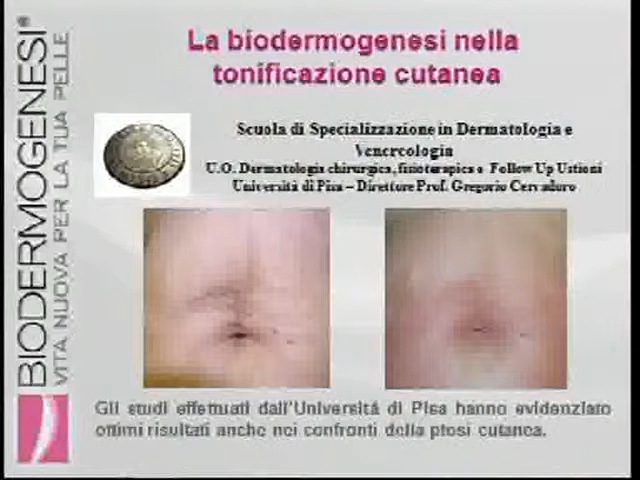 La biodermogenesi nella
tonificazione cutanea
BIODERMOGENESI®
VITA NUOVA PER LA TUA PELLE
Scuola di Specializzazione in Dermatologia e
Venereologia
U.O. Dermatologia chirurgica, fisioterapica e Follow Up Ustioni
Università di Pisa – Direttore Prof. Gregorio Cervadoro
Gli studi effettuati dall'Università di Pisa hanno evidenziato
ottimi risultati anche nei confronti della ptosi cutanea.